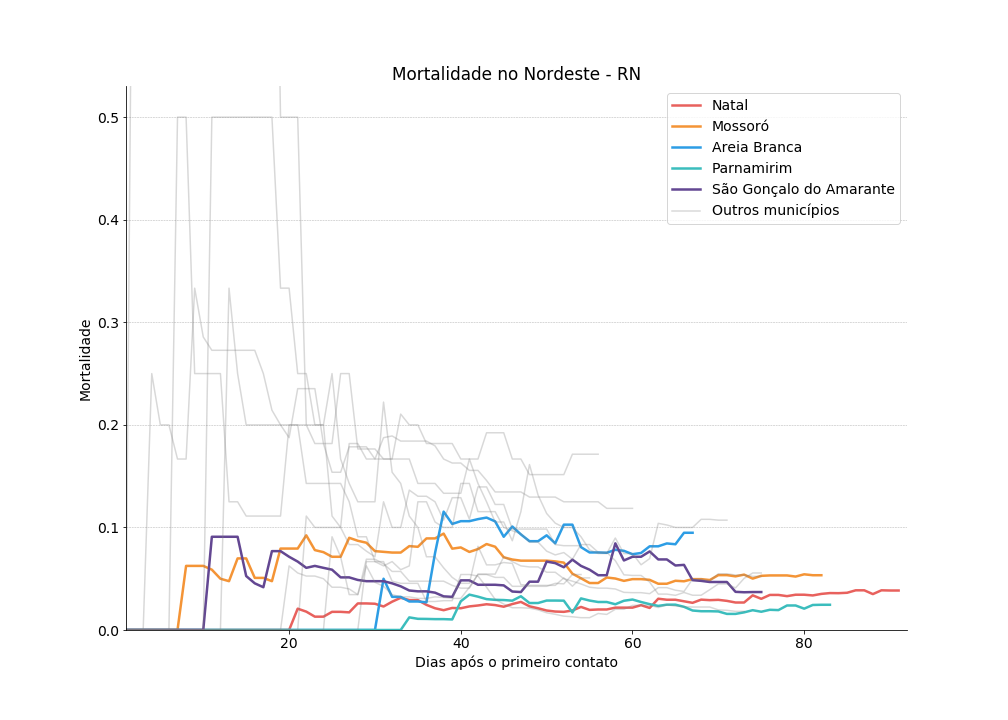 Mortalidade no Nordeste - RN
Natal
Mossoró
Areia Branca
Parnamirim
São Gonçalo do Amarante
Outros municípios
Mortalidade
0.5
0.4
0.3
0.2
0.1
0.0
20
40
60
80
Dias após o primeiro contato